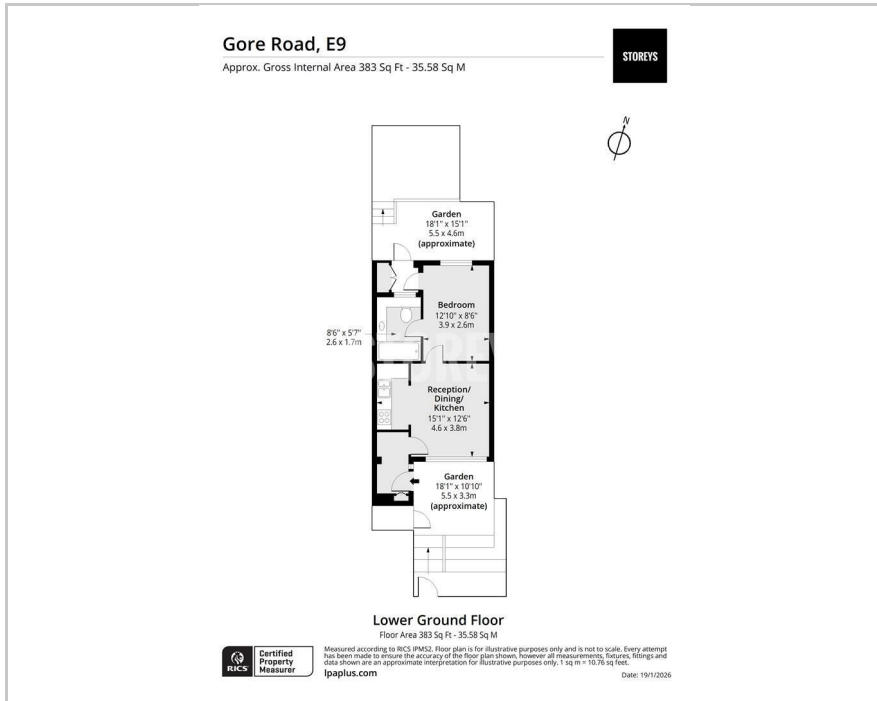 Gore Road, E9
Approx. Gross Internal Area 383 Sq Ft - 35.58 Sq M
STOREYS
N
Garden
18'1" x 15'1"
5.5 x 4.6m
(approximate)
Bedroom
12'10" x 8'6"
3.9 x 2.6m
8'6" x 5'7"
2.6 x 1.7m
STOREYS
Reception/
Dining/
Kitchen
15'1" x 12'6"
4.6 x 3.8m
Garden
18'1" x 10'10"
5.5 x 3.3m
(approximate)
Lower Ground Floor
Floor Area 383 Sq Ft - 35.58 Sq M
RICS
Certified
Property
Measurer
Measured according to RICS IPMS2. Floor plan is for illustrative purposes only and is not to scale. Every attempt
has been made to ensure the accuracy of the floor plan shown, however all measurements, fixtures, fittings and
data shown are an approximate interpretation for illustrative purposes only. 1 sq m = 10.76 sq feet.
lpaplus.com
Date: 19/1/2026